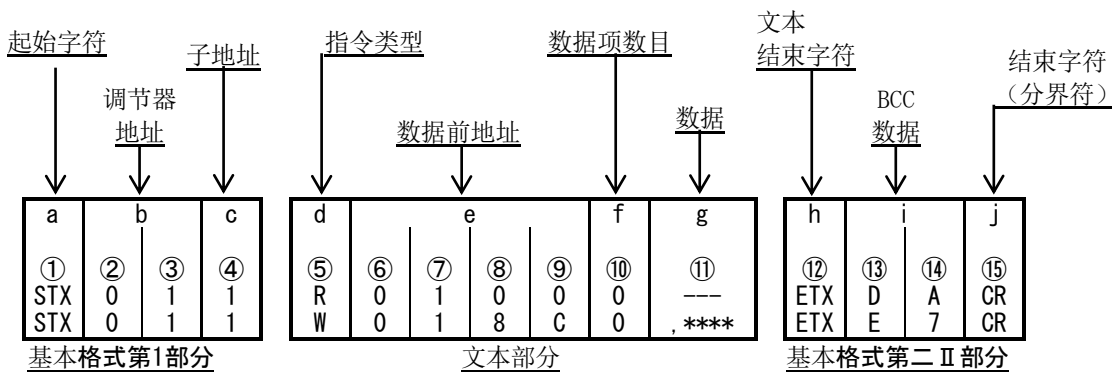 起始字符
子地址
指令类型
数据项数目
文本
结束字符
结束字符
（分界符）
调节器
地址
数据前地址
数据
BCC
数据
a b c d e f g h i j
① ② ③ ④ ⑤ ⑥ ⑦ ⑧ ⑨ ⑩ ⑪ ⑫ ⑬ ⑭ ⑮
STX 0 1 1 R 0 1 0 0 0 --- ETX D A CR
STX 0 1 1 W 0 1 8 C 0 ,**** ETX E 7 CR
基本格式第1部分 文本部分 基本格式第二Ⅱ部分